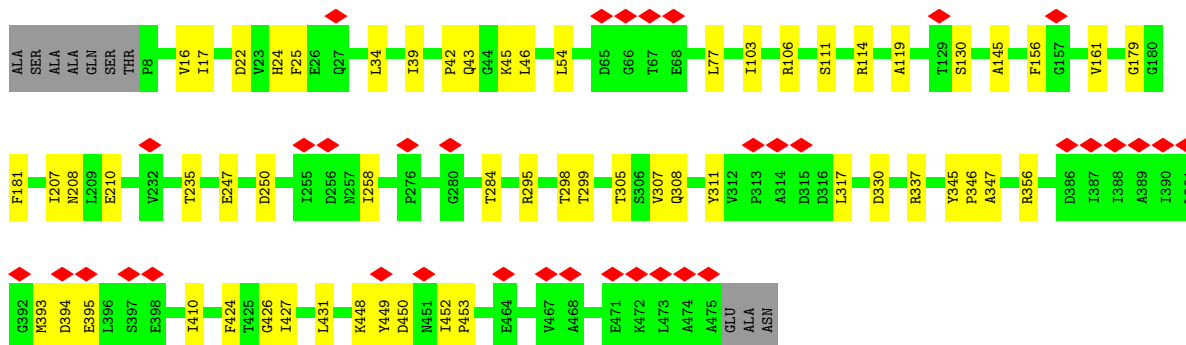 ALA SER ALA ALA GLN SER THR P8 V16 I17 D22 V23 H24 F25 E26 Q27 L34 I39 P42 Q43 G44 K45 L46 L54 D65 G66 T67 E68 L77 I103 R106 S111 R114 A119 T129 S130 A145 F156 G157 V161 G179 G180
F181 I207 N208 L209 E210 V232 T235 E247 D250 I255 D256 N257 I258 P276 G280 T284 R295 T298 T299 T305 S306 V307 Q308 Y311 V312 P313 A314 D315 D316 L317 D330 R337 Y345 P346 A347 R356 D386 I387 I388 A389 I390
G392 M393 D394 E395 L396 S397 E398 I410 F424 T425 G426 I427 L431 K448 Y449 D450 N451 I452 P453 E464 V467 A468 E471 K472 L473 A474 A475 GLU ALA ASN